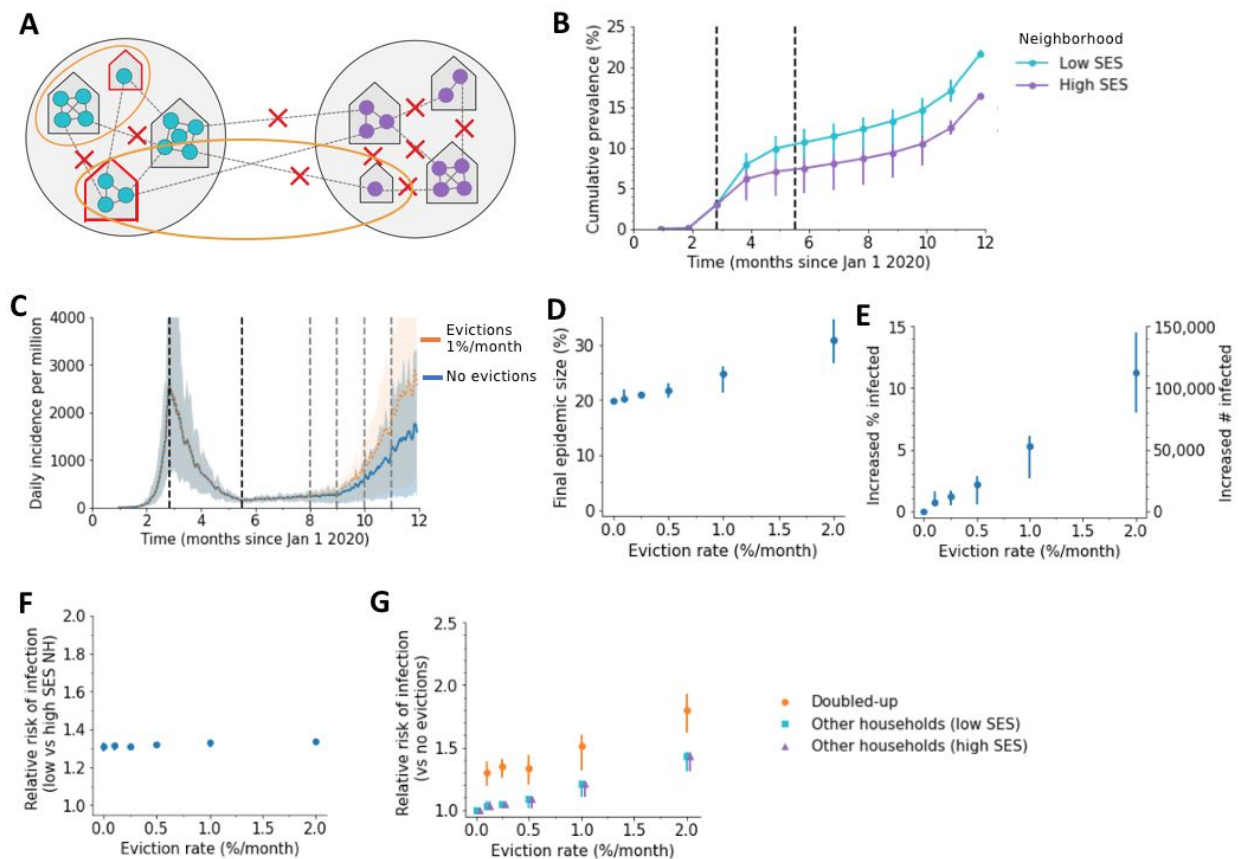 A
B
Cumulative prevalence (%)
25
20
15
10
5
0
0 2 4 6 8 10 12
Time (months since Jan 1 2020)
Neighborhood
Low SES
High SES
C
Daily incidence per million
4000
3000
2000
1000
0
0 2 4 6 8 10 12
Time (months since Jan 1 2020)
Evictions
1%/month
No evictions
D
Final epidemic size (%)
30
20
10
0
0.0 0.5 1.0 2.0
Eviction rate (%/month)
E
Increased % infected
15
10
5
0
150,000
100,000
50,000
0
Increased # infected
0.0 0.5 1.0 2.0
Eviction rate (%/month)
F
Relative risk of infection
(low vs high SES NH)
2.0
1.8
1.6
1.4
1.2
1.0
0.0 0.5 1.0 2.0
Eviction rate (%/month)
G
Relative risk of infection
(vs no evictions)
2.5
2.0
1.5
1.0
0.0 0.5 1.0 2.0
Eviction rate (%/month)
Doubled-up
Other households (low SES)
Other households (high SES)